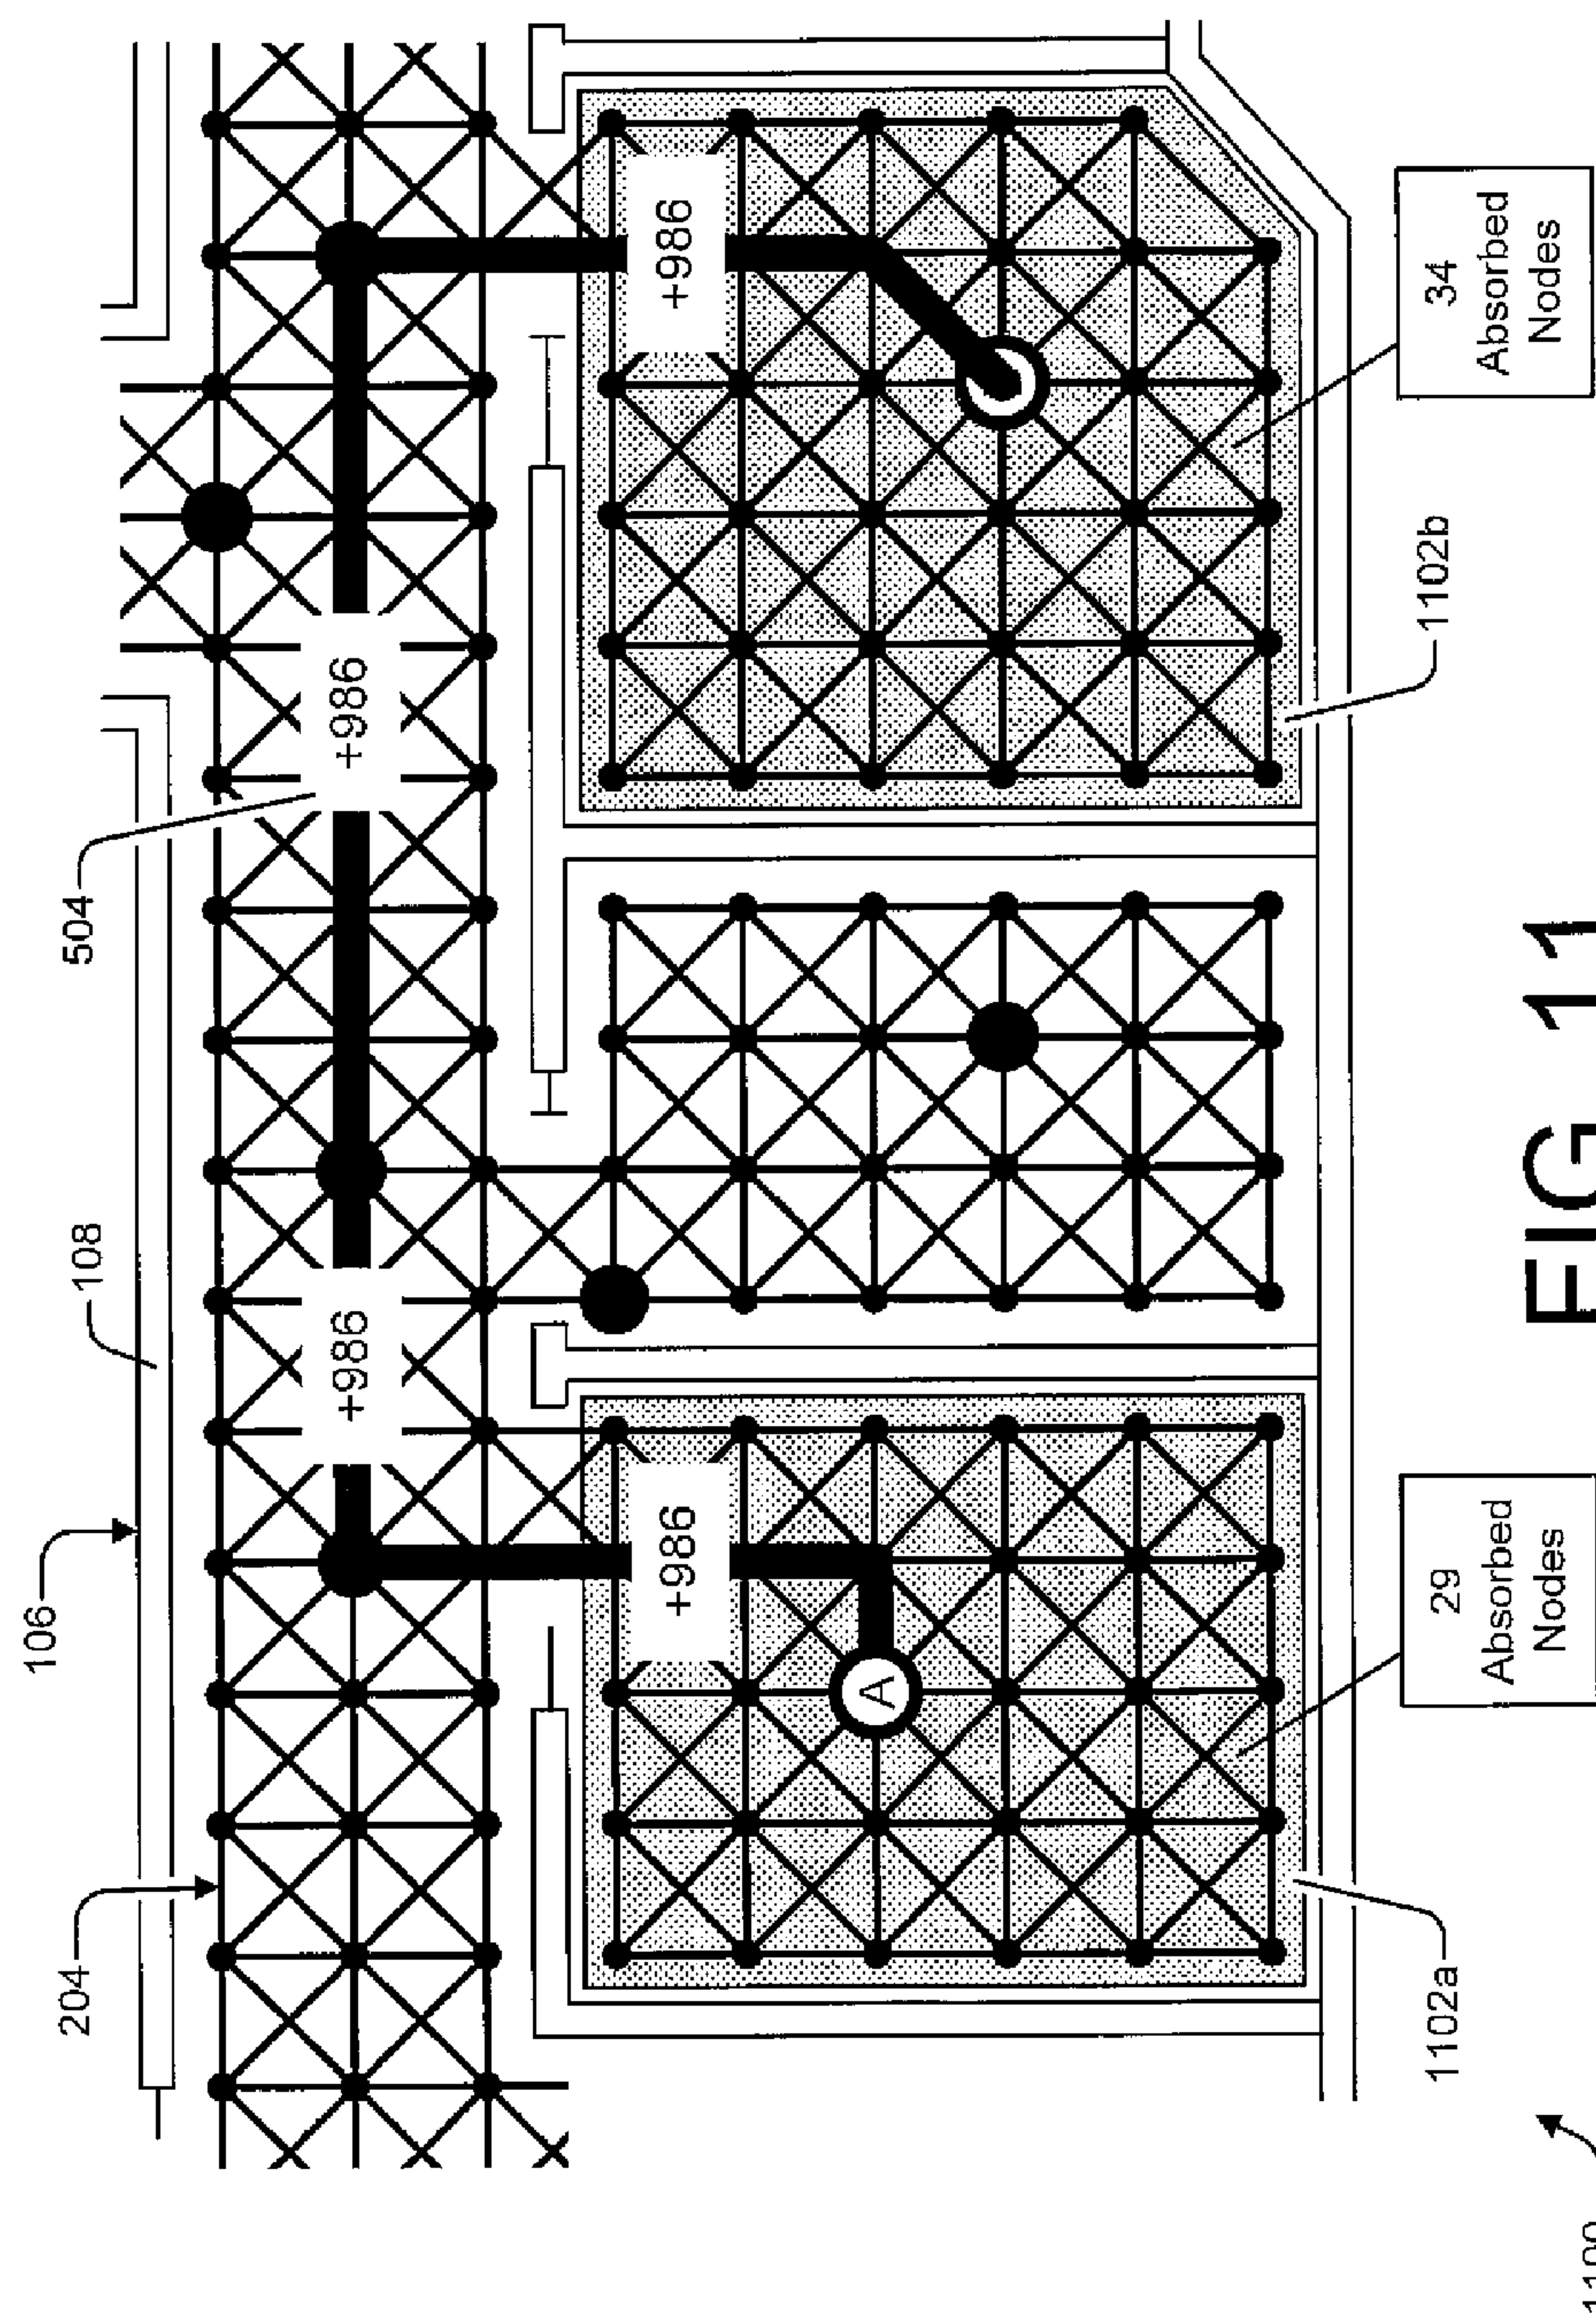 106
204
108
504
+986
+986
+986
+986
A
1102a
29
Absorbed
Nodes
1102b
34
Absorbed
Nodes
FIG 11